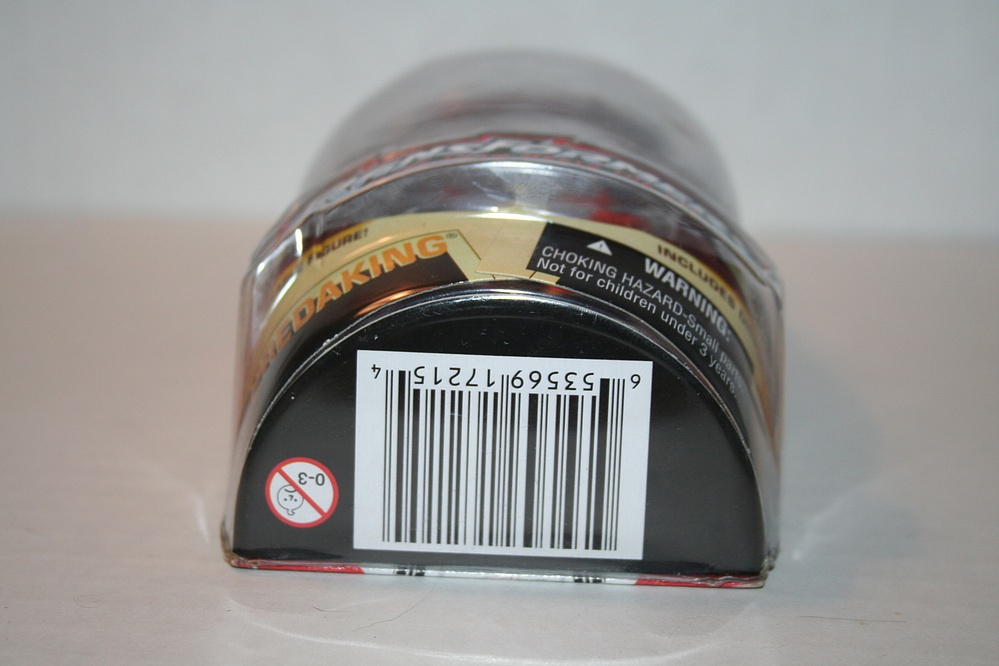 TRANSFORMERS
FIGURE!
INCLUDES
WARNING:
CHOKING HAZARD-Small parts
Not for children under 3 years.
6 53569 17215 4
0-3